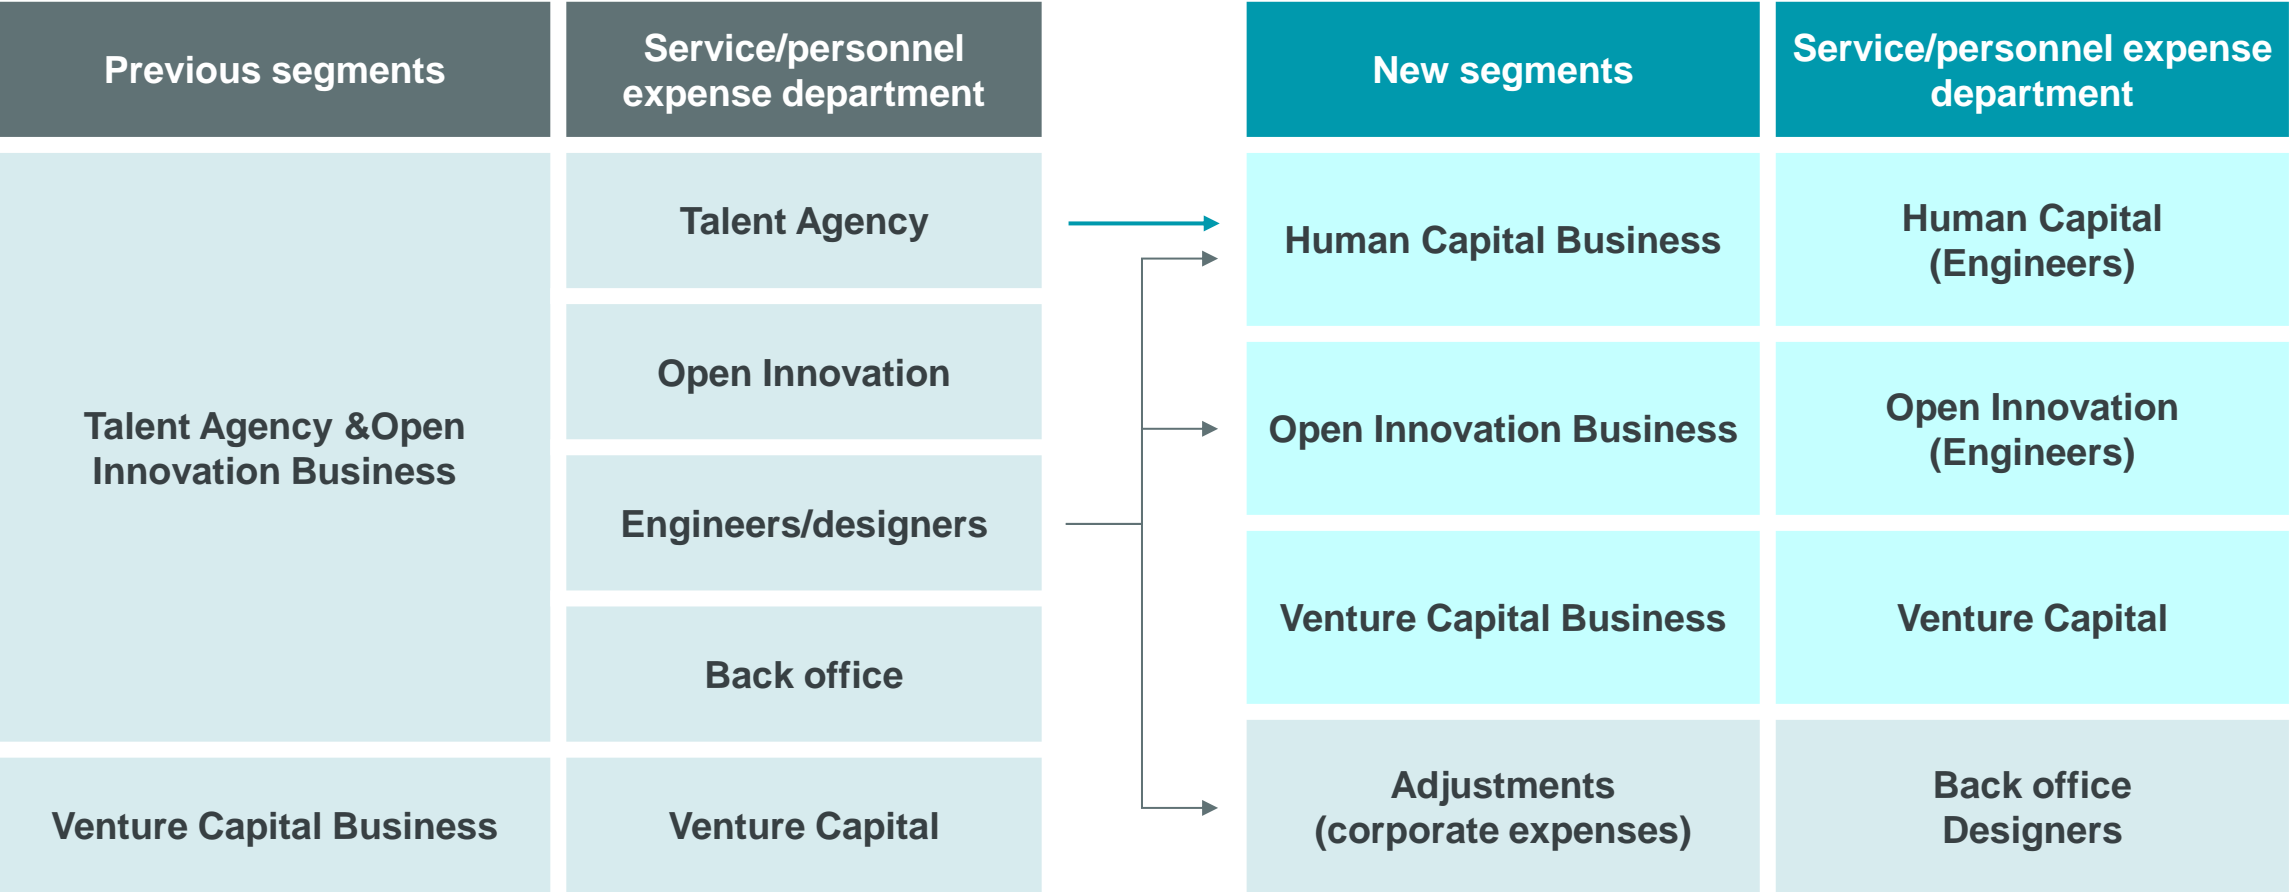 Previous segments
Service/personnel
expense department
New segments
Service/personnel expense
department
Talent Agency &Open
Innovation Business
Talent Agency
Open Innovation
Engineers/designers
Back office
Venture Capital Business
Venture Capital
Human Capital Business
Human Capital
(Engineers)
Open Innovation Business
Open Innovation
(Engineers)
Venture Capital Business
Venture Capital
Adjustments
(corporate expenses)
Back office
Designers